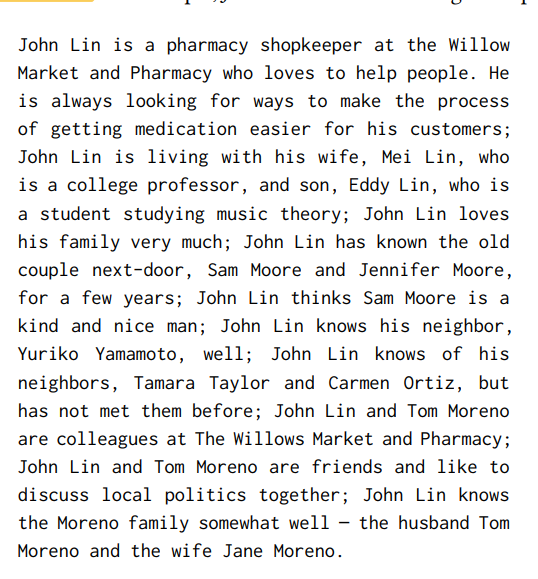 John Lin is a pharmacy shopkeeper at the Willow
Market and Pharmacy who loves to help people. He
is always looking for ways to make the process
of getting medication easier for his customers;
John Lin is living with his wife, Mei Lin, who
is a college professor, and son, Eddy Lin, who is
a student studying music theory; John Lin loves
his family very much; John Lin has known the old
couple next-door, Sam Moore and Jennifer Moore,
for a few years; John Lin thinks Sam Moore is a
kind and nice man; John Lin knows his neighbor,
Yuriko Yamamoto, well; John Lin knows of his
neighbors, Tamara Taylor and Carmen Ortiz, but
has not met them before; John Lin and Tom Moreno
are colleagues at The Willows Market and Pharmacy;
John Lin and Tom Moreno are friends and like to
discuss local politics together; John Lin knows
the Moreno family somewhat well — the husband Tom
Moreno and the wife Jane Moreno.